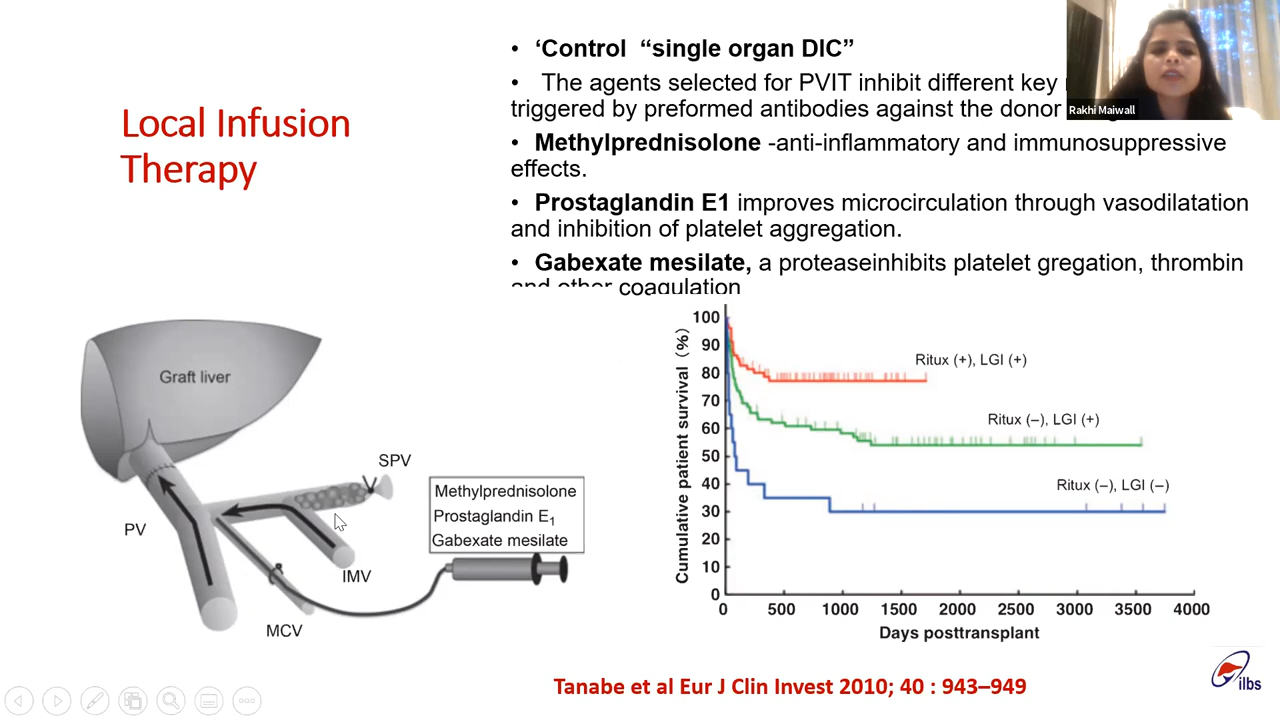 Local Infusion
Therapy
• ‘Control “single organ DIC”
• The agents selected for PVIT inhibit different key
triggered by preformed antibodies against the donor
• Methylprednisolone -anti-inflammatory and immunosuppressive
effects.
• Prostaglandin E1 improves microcirculation through vasodilatation
and inhibition of platelet aggregation.
• Gabexate mesilate, a proteaseinhibits platelet gregation, thrombin
and other coagulation
Rakhi Maiwall
Graft liver
SPV
PV
IMV
MCV
Methylprednisolone
Prostaglandin E1
Gabexate mesilate
Cumulative patient survival (%)
100
90
80
70
60
50
40
30
20
10
0
Ritux (+), LGI (+)
Ritux (–), LGI (+)
Ritux (–), LGI (–)
0 500 1000 1500 2000 2500 3000 3500 4000
Days posttransplant
Tanabe et al Eur J Clin Invest 2010; 40 : 943–949
ilbs